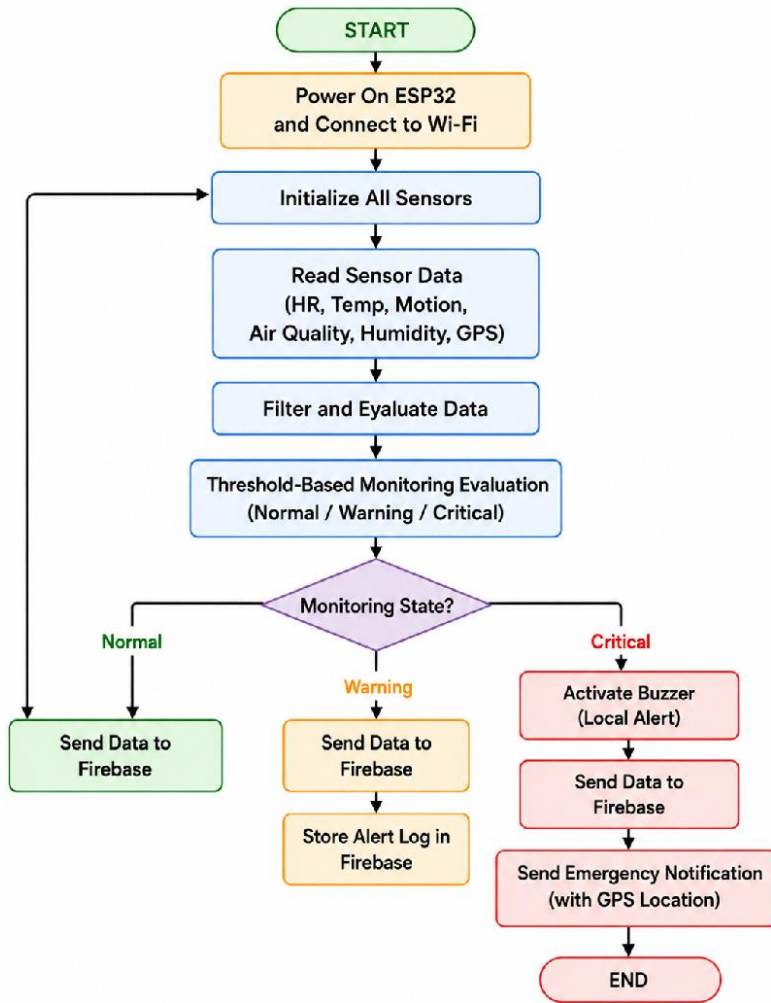 START
Power On ESP32
and Connect to Wi-Fi
Initialize All Sensors
Read Sensor Data
(HR, Temp, Motion,
Air Quality, Humidity, GPS)
Filter and Eyaluate Data
Threshold-Based Monitoring Evaluation
(Normal / Warning / Critical)
Monitoring State?
Normal
Warning
Critical
Send Data to
Firebase
Send Data to
Firebase
Store Alert Log in
Firebase
Activate Buzzer
(Local Alert)
Send Data to
Firebase
Send Emergency Notification
(with GPS Location)
END